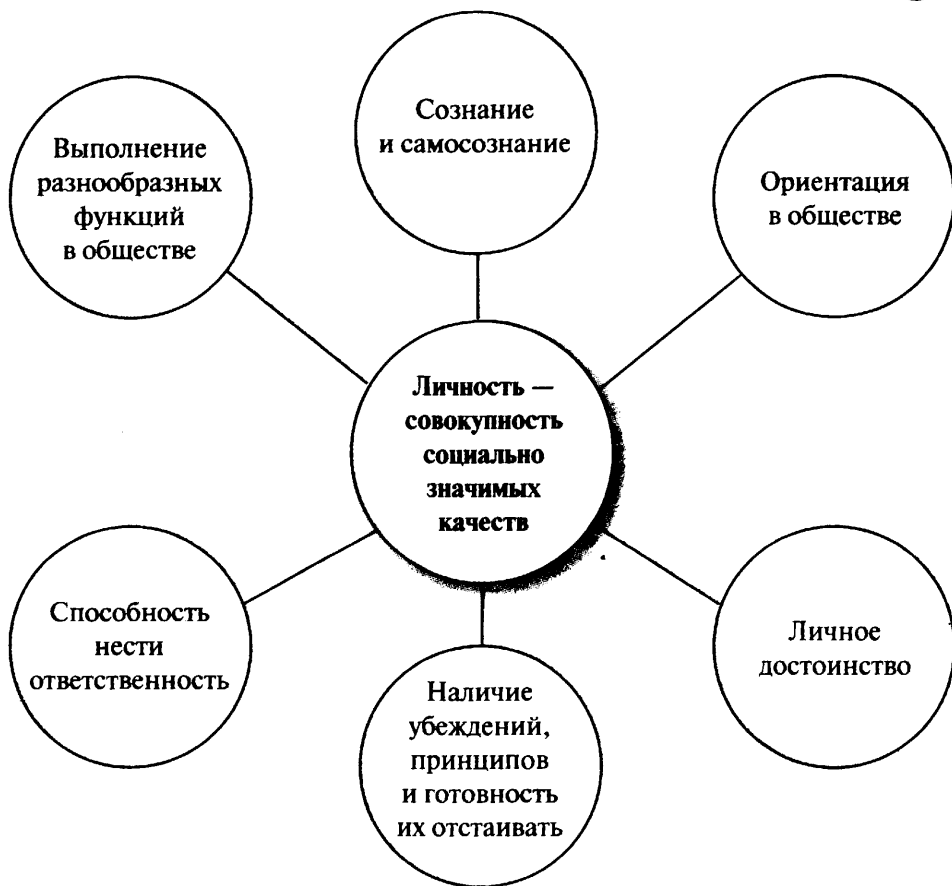 Сознание
и самосознание
Выполнение
разнообразных
функций
в обществе
Ориентация
в обществе
Личность —
совокупность
социально
значимых
качеств
Способность
нести
ответственность
Личное
достоинство
Наличие
убеждений,
принципов
и готовность
их отстаивать